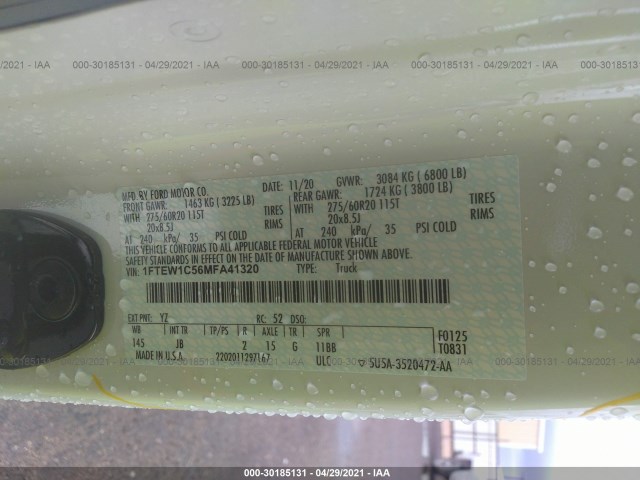 000-30185131 - 04/29/2021 - IAA
MFD. BY FORD MOTOR CO.
DATE: 11/20 GVWR: 3084 KG ( 6800 LB)
FRONT GAWR: 1463 KG ( 3225 LB)
REAR GAWR: 1724 KG ( 3800 LB)
WITH 275/60R20 115T TIRES
20x8.5J RIMS
AT 240 kPa/ 35 PSI COLD
WITH 275/60R20 115T TIRES
20x8.5J RIMS
AT 240 kPa/ 35 PSI COLD
THIS VEHICLE CONFORMS TO ALL APPLICABLE FEDERAL MOTOR VEHICLE
SAFETY STANDARDS IN EFFECT ON THE DATE OF MANUFACTURE SHOWN ABOVE.
VIN: 1FTEW1C56MFA41320 TYPE: Truck
EXT PNT: YZ RC: 52 DSO:
WB INT TR TP/PS R AXLE TR SPR
145 JB 2 15 G 11BB
F0125
T0831
MADE IN U.S.A. 2202011297167 ULC 5U5A-3520472-AA
000-30185131 - 04/29/2021 - IAA